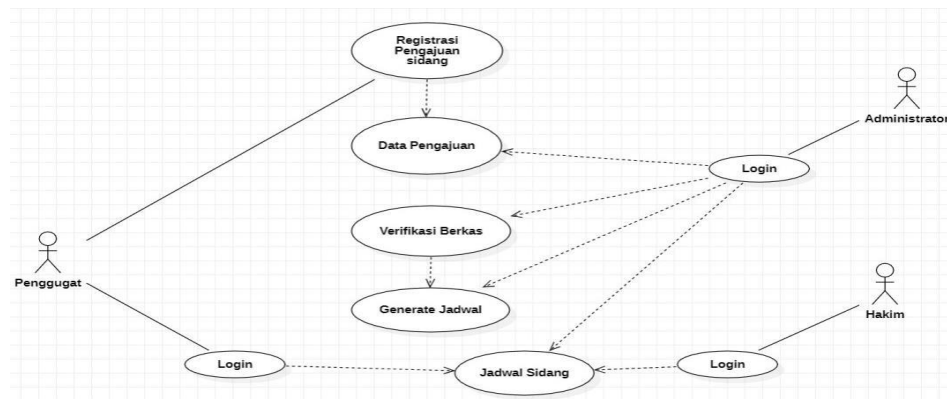 Registrasi
Pengajuan
sidang
Administrator
Data Pengajuan
Login
Verifikasi Berkas
Penggugat
Generate Jadwal
Hakim
Login
Jadwal Sidang
Login